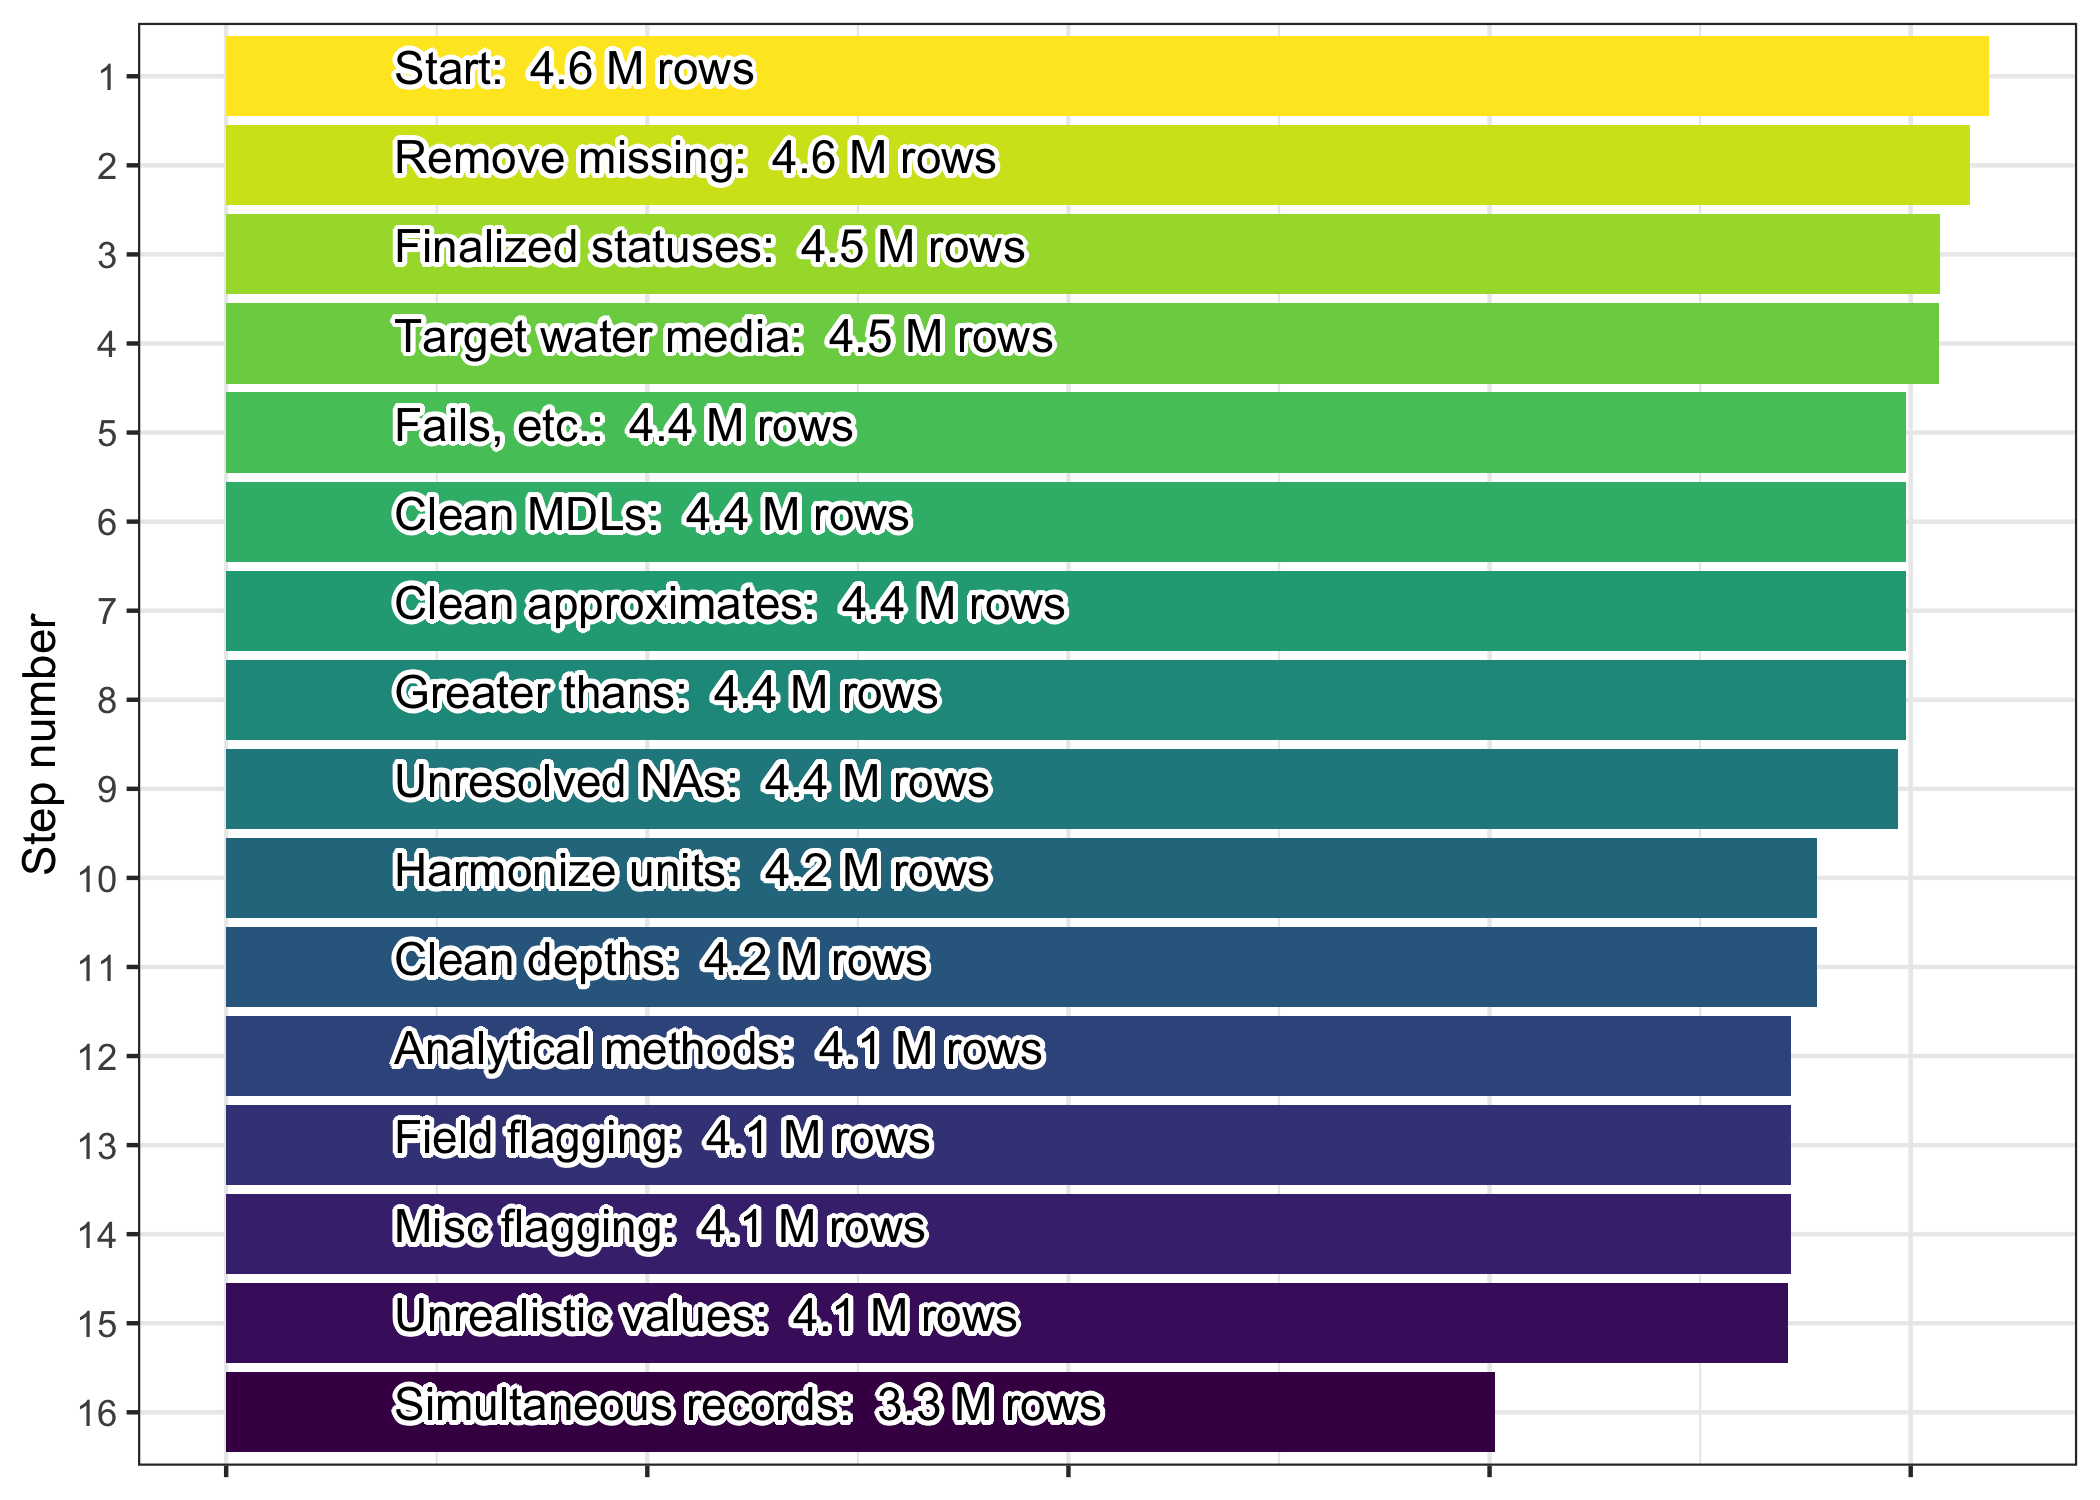 Step number
1 Start: 4.6 M rows
2 Remove missing: 4.6 M rows
3 Finalized statuses: 4.5 M rows
4 Target water media: 4.5 M rows
5 Fails, etc.: 4.4 M rows
6 Clean MDLs: 4.4 M rows
7 Clean approximates: 4.4 M rows
8 Greater thans: 4.4 M rows
9 Unresolved NAs: 4.4 M rows
10 Harmonize units: 4.2 M rows
11 Clean depths: 4.2 M rows
12 Analytical methods: 4.1 M rows
13 Field flagging: 4.1 M rows
14 Misc flagging: 4.1 M rows
15 Unrealistic values: 4.1 M rows
16 Simultaneous records: 3.3 M rows